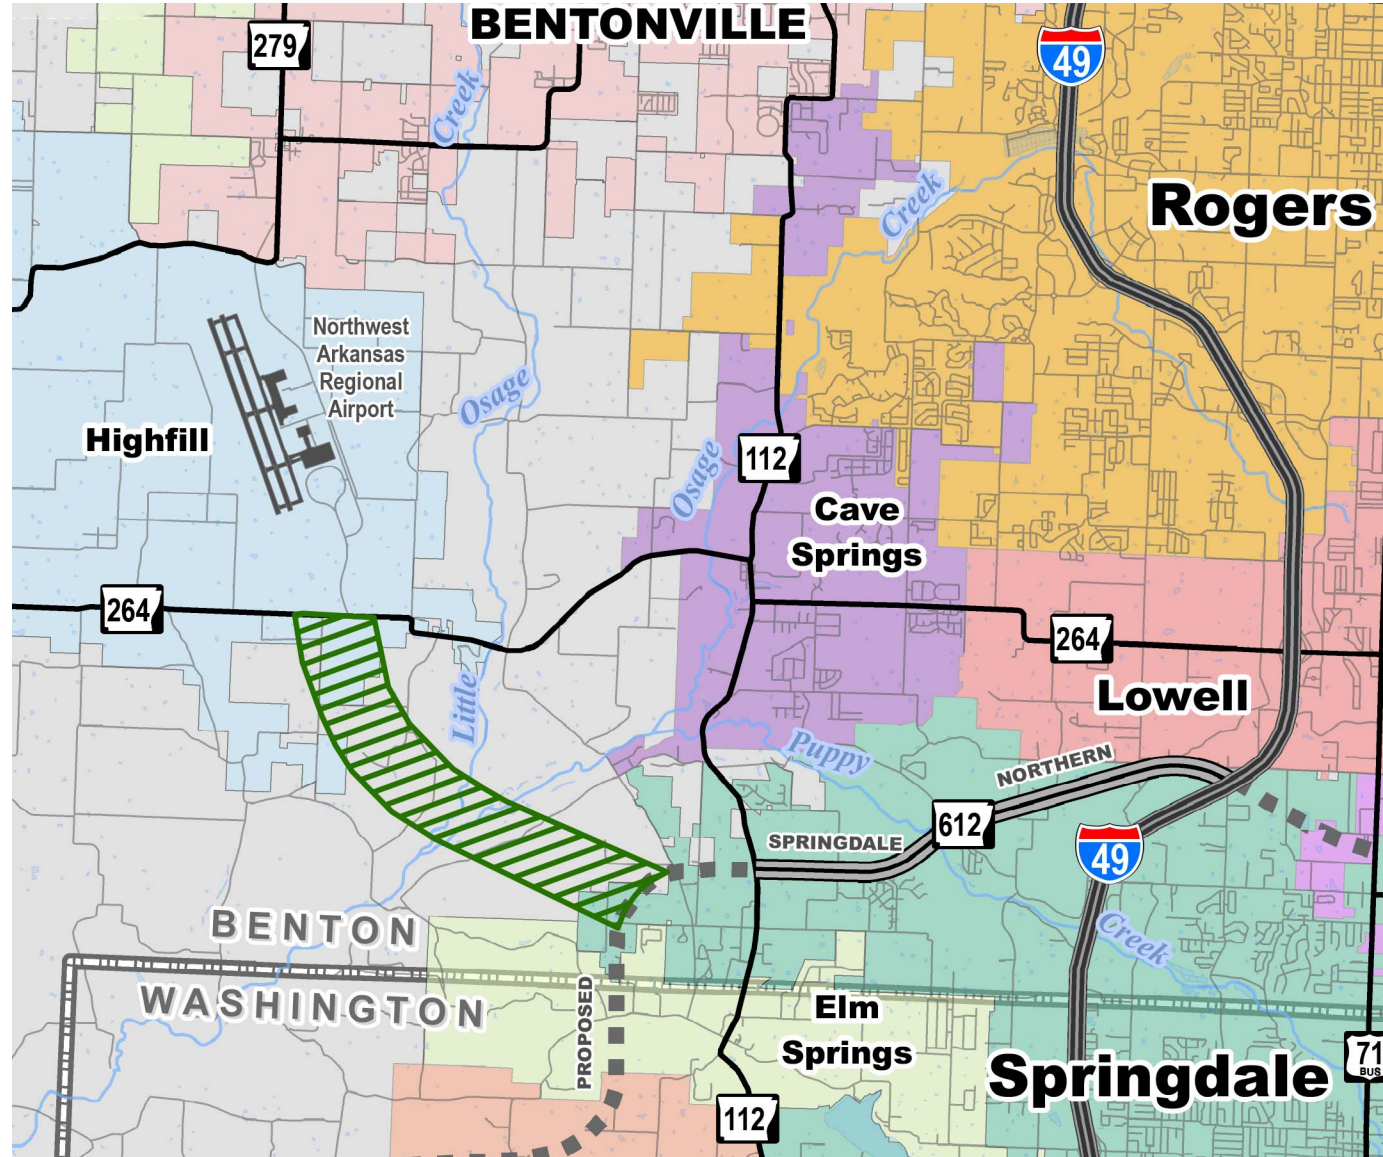 BENTONVILLE
279
49
Creek
Rogers
Creek
Northwest
Arkansas
Regional
Airport
Osage
Highfill
112
Osage
Cave
Springs
264
264
Lowell
Little
Puppy
NORTHERN
612
SPRINGDALE
49
BENTON
Creek
WASHINGTON
PROPOSED
Elm
Springs
71
BUS
Springdale
112